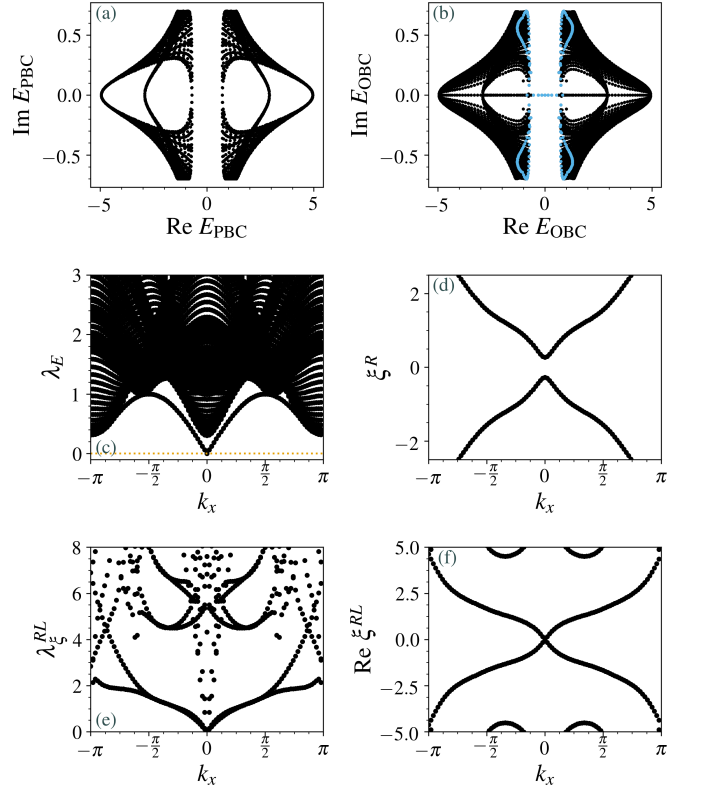 (a)
0.5
0.0
−0.5
Im E_PBC
−5
0
5
Re E_PBC
(b)
0.5
0.0
−0.5
Im E_OBC
−5
0
5
Re E_OBC
3
2
1
0
λ_E
(c)
−π
−π/2
0
π/2
π
k_x
(d)
2
0
−2
ξ^R
−π
−π/2
0
π/2
π
k_x
8
6
4
2
0
λ_ξ^RL
(e)
−π
−π/2
0
π/2
π
k_x
(f)
5.0
2.5
0.0
−2.5
−5.0
Re ξ^RL
−π
−π/2
0
π/2
π
k_x